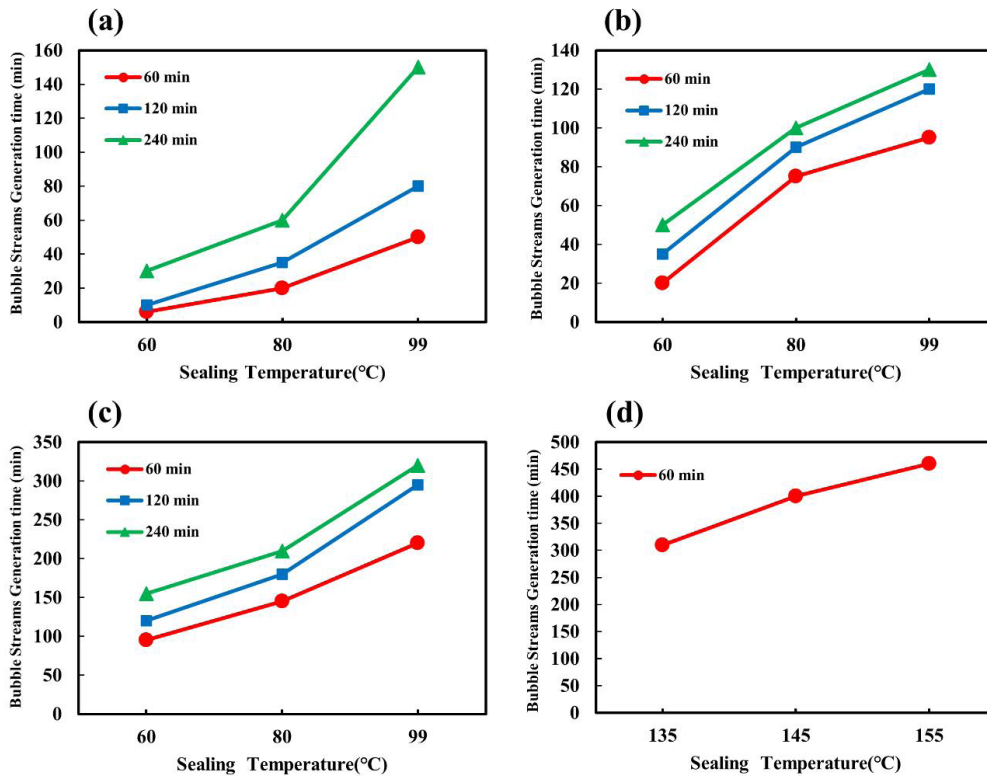 (a)
Bubble Streams Generation time (min)
160
140
120
100
80
60
40
20
0
60 min
120 min
240 min
60 80 99
Sealing Temperature(°C)
(b)
Bubble Streams Generation time (min)
140
120
100
80
60
40
20
0
60 min
120 min
240 min
60 80 99
Sealing Temperature(°C)
(c)
Bubble Streams Generation time (min)
350
300
250
200
150
100
50
0
60 min
120 min
240 min
60 80 99
Sealing Temperature(°C)
(d)
Bubble Streams Generation time (min)
500
450
400
350
300
250
200
150
100
50
0
60 min
135 145 155
Sealing Temperature(°C)